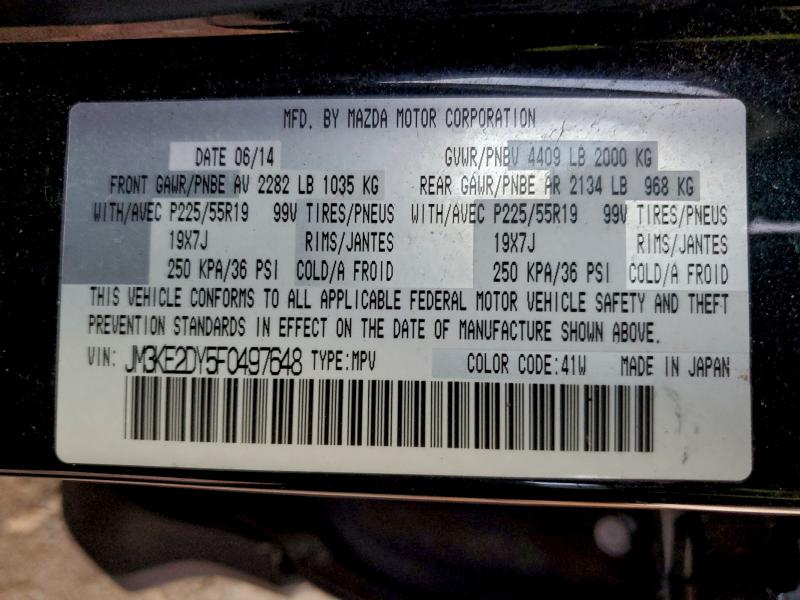 MFD. BY MAZDA MOTOR CORPORATION
DATE 06/14 GVWR/PNBV 4409 LB 2000 KG
FRONT GAWR/PNBE AV 2282 LB 1035 KG REAR GAWR/PNBE AR 2134 LB 968 KG
WITH/AVEC P225/55R19 99V TIRES/PNEUS WITH/AVEC P225/55R19 99V TIRES/PNEUS
19X7J RIMS/JANTES 19X7J RIMS/JANTES
250 KPA/36 PSI COLD/A FROID 250 KPA/36 PSI COLD/A FROID
THIS VEHICLE CONFORMS TO ALL APPLICABLE FEDERAL MOTOR VEHICLE SAFETY AND THEFT
PREVENTION STANDARDS IN EFFECT ON THE DATE OF MANUFACTURE SHOWN ABOVE.
VIN: JM3KE2DY5F0497648 TYPE:MPV COLOR CODE:41W MADE IN JAPAN